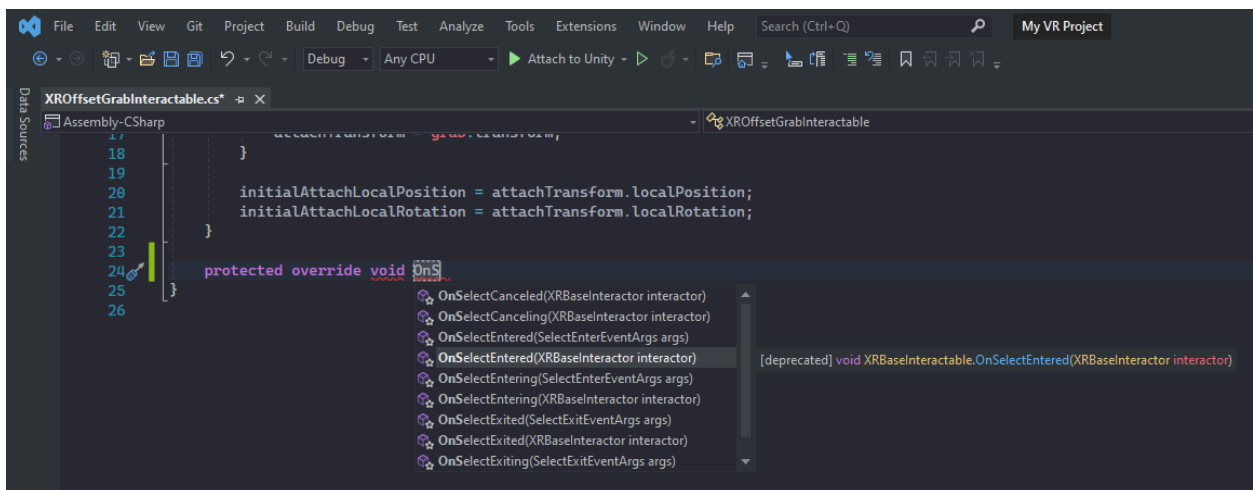 File Edit View Git Project Build Debug Test Analyze Tools Extensions Window Help Search (Ctrl+Q) My VR Project
Debug Any CPU Attach to Unity
Data Sources
XROffsetGrabInteractable.cs*
Assembly-CSharp XROffsetGrabInteractable
17 attachTransform = grab.transform;
18 }
19
20 initialAttachLocalPosition = attachTransform.localPosition;
21 initialAttachLocalRotation = attachTransform.localRotation;
22 }
23
24 protected override void OnS
25 }
26
OnSelectCanceled(XRBaseInteractor interactor)
OnSelectCanceling(XRBaseInteractor interactor)
OnSelectEntered(SelectEnterEventArgs args)
OnSelectEntered(XRBaseInteractor interactor)
[deprecated] void XRBaseInteractable.OnSelectEntered(XRBaseInteractor interactor)
OnSelectEntering(SelectEnterEventArgs args)
OnSelectEntering(XRBaseInteractor interactor)
OnSelectExited(SelectExitEventArgs args)
OnSelectExited(XRBaseInteractor interactor)
OnSelectExiting(SelectExitEventArgs args)